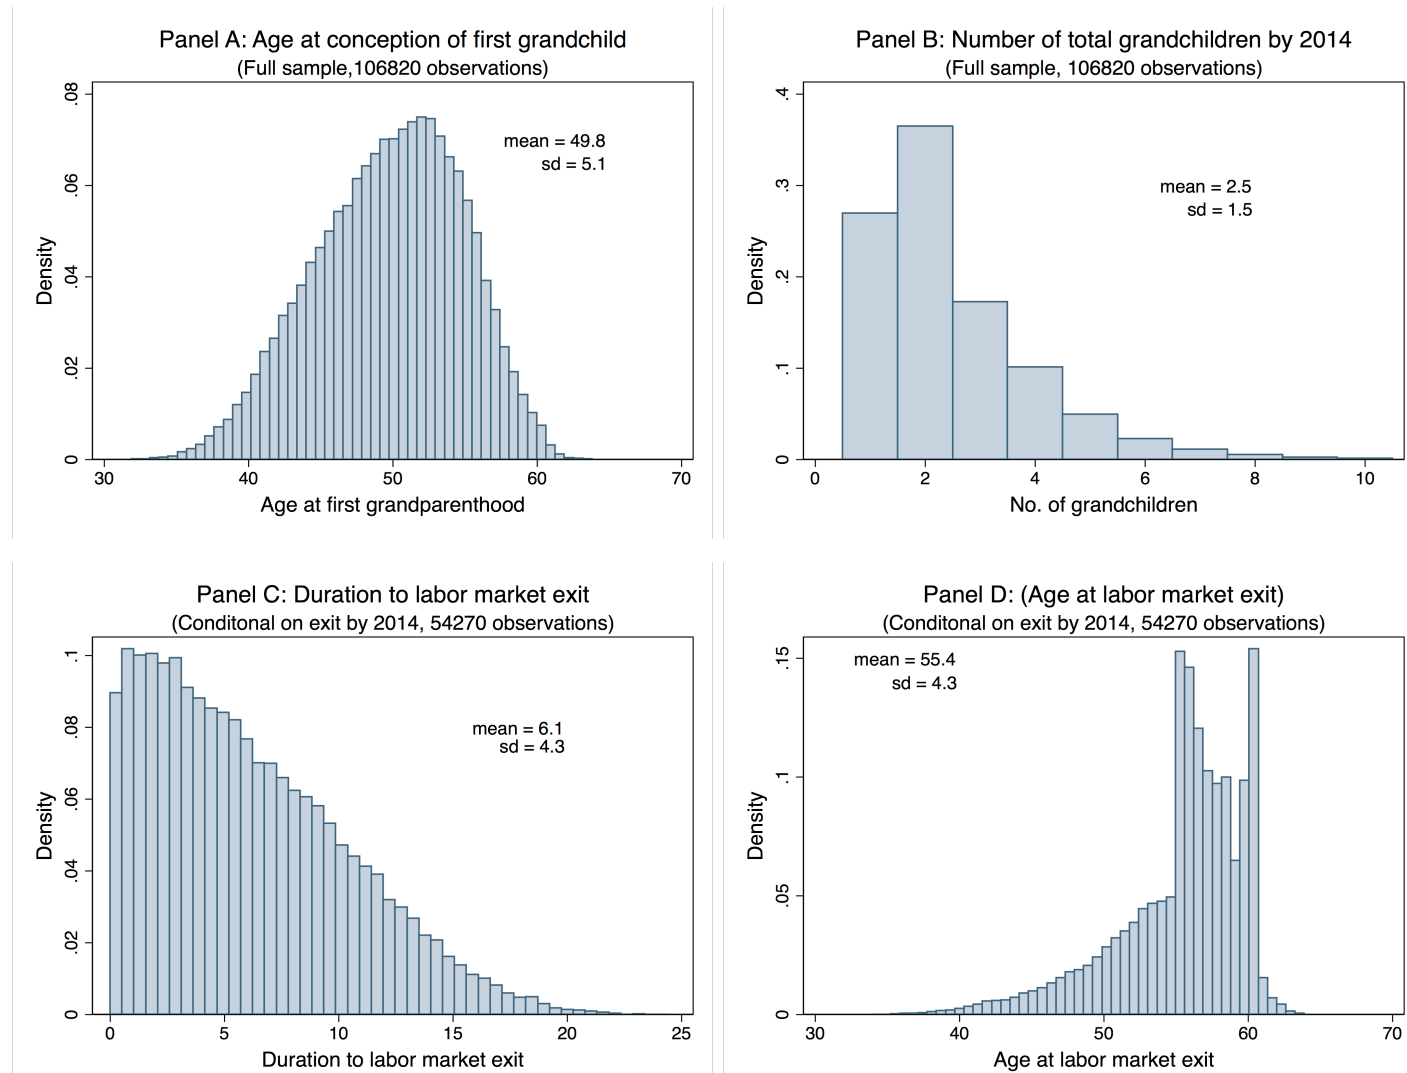 Panel A: Age at conception of first grandchild
(Full sample,106820 observations)
mean = 49.8
sd = 5.1
Density
0
.02
.04
.06
.08
30 40 50 60 70
Age at first grandparenthood
Panel B: Number of total grandchildren by 2014
(Full sample, 106820 observations)
mean = 2.5
sd = 1.5
Density
0
.1
.2
.3
.4
0 2 4 6 8 10
No. of grandchildren
Panel C: Duration to labor market exit
(Conditonal on exit by 2014, 54270 observations)
mean = 6.1
sd = 4.3
Density
0
.02
.04
.06
.08
.1
0 5 10 15 20 25
Duration to labor market exit
Panel D: (Age at labor market exit)
(Conditonal on exit by 2014, 54270 observations)
mean = 55.4
sd = 4.3
Density
0
.05
.1
.15
30 40 50 60 70
Age at labor market exit